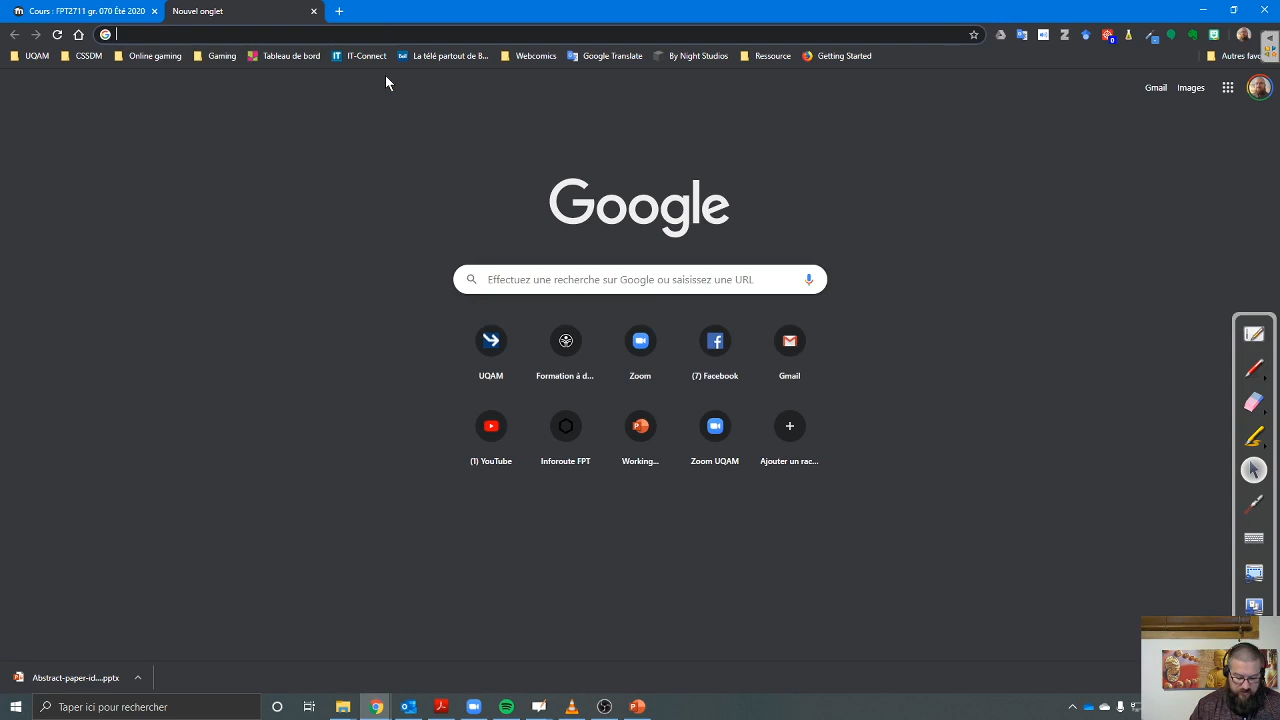 Cours : FPT2711 gr. 070 Été 2020
Nouvel onglet
UQAM
CSSDM
Online gaming
Gaming
Tableau de bord
IT-Connect
La télé partout de B...
Webcomics
Google Translate
By Night Studios
Ressource
Getting Started
Autres favo
Gmail
Images
Google
Effectuez une recherche sur Google ou saisissez une URL
UQAM
Formation à d...
Zoom
(7) Facebook
Gmail
(1) YouTube
Inforoute FPT
Working...
Zoom UQAM
Ajouter un rac...
Abstract-paper-id....pptx
Taper ici pour rechercher